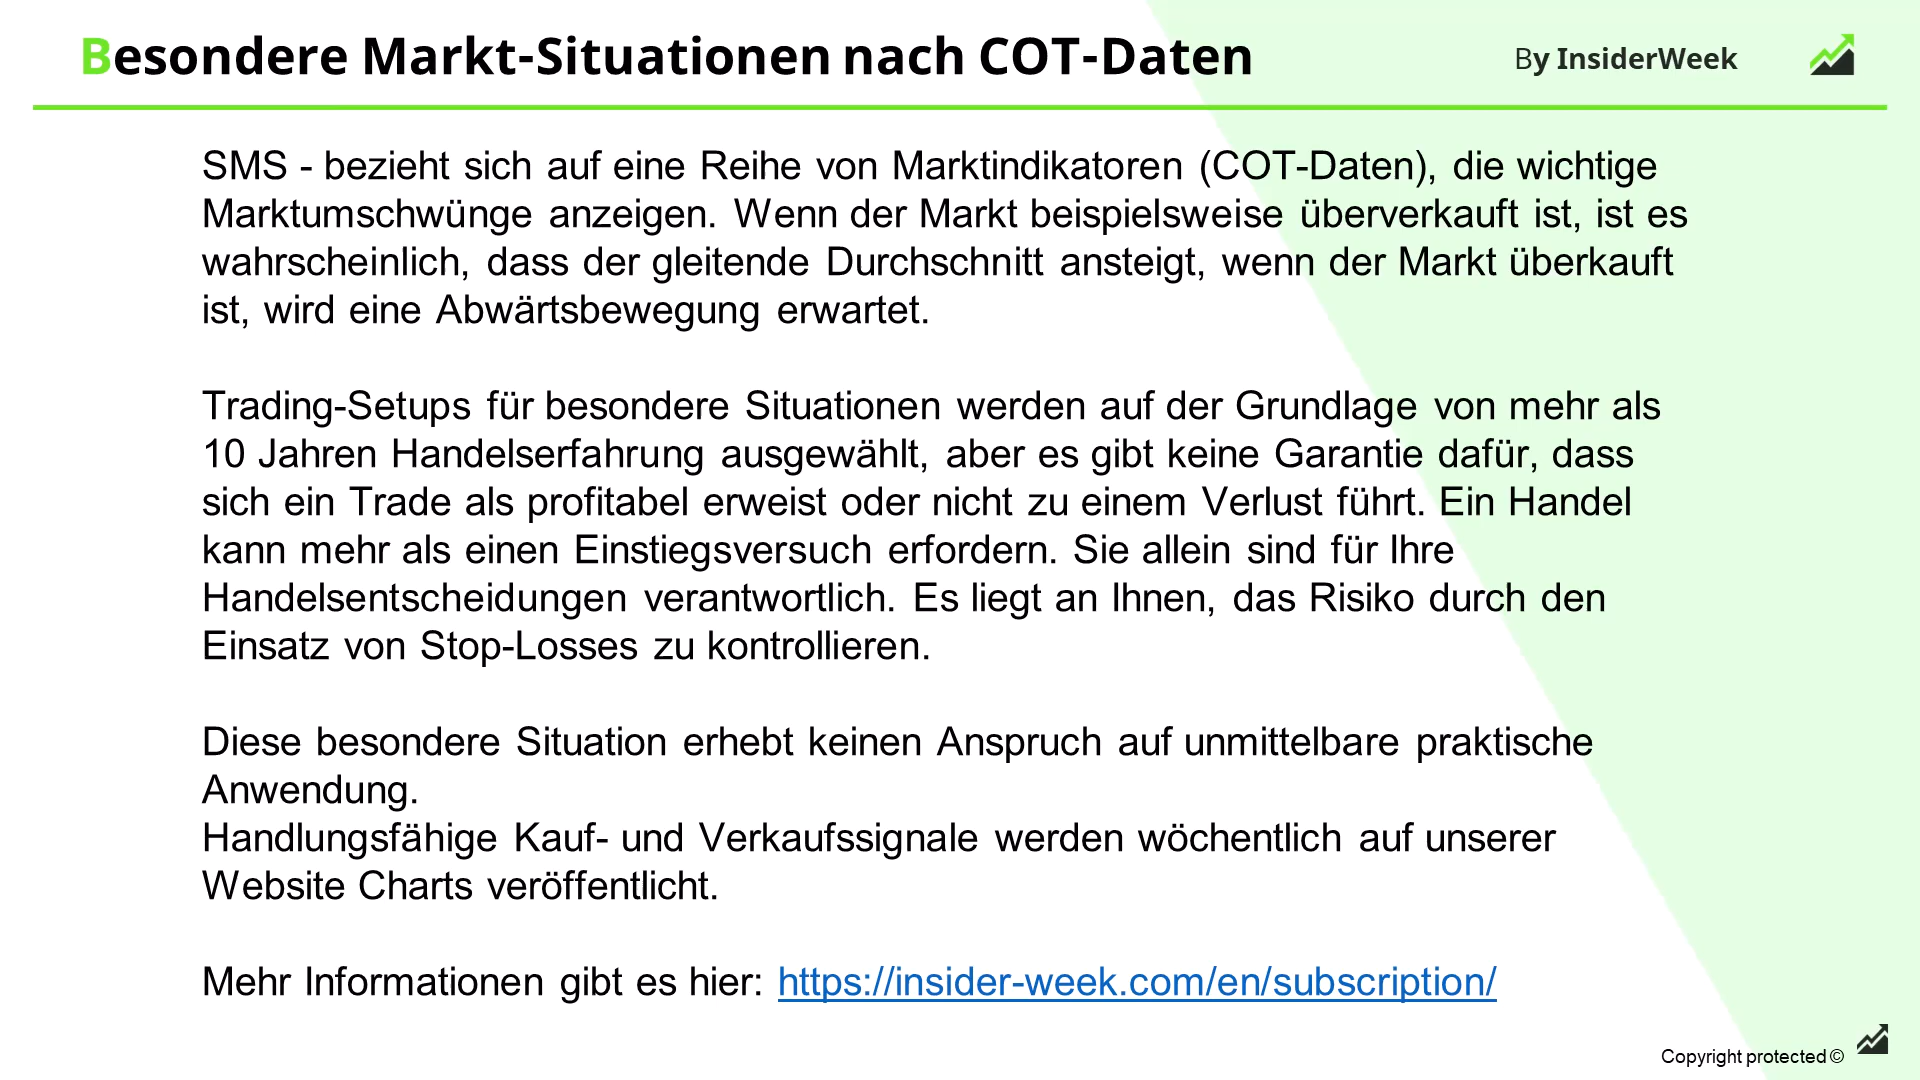 Besondere Markt-Situationen nach COT-Daten
By InsiderWeek
SMS - bezieht sich auf eine Reihe von Marktindikatoren (COT-Daten), die wichtige
Marktumschwünge anzeigen. Wenn der Markt beispielsweise überverkauft ist, ist es
wahrscheinlich, dass der gleitende Durchschnitt ansteigt, wenn der Markt überkauft
ist, wird eine Abwärtsbewegung erwartet.
Trading-Setups für besondere Situationen werden auf der Grundlage von mehr als
10 Jahren Handelserfahrung ausgewählt, aber es gibt keine Garantie dafür, dass
sich ein Trade als profitabel erweist oder nicht zu einem Verlust führt. Ein Handel
kann mehr als einen Einstiegsversuch erfordern. Sie allein sind für Ihre
Handelsentscheidungen verantwortlich. Es liegt an Ihnen, das Risiko durch den
Einsatz von Stop-Losses zu kontrollieren.
Diese besondere Situation erhebt keinen Anspruch auf unmittelbare praktische
Anwendung.
Handlungsfähige Kauf- und Verkaufssignale werden wöchentlich auf unserer
Website Charts veröffentlicht.
Mehr Informationen gibt es hier: https://insider-week.com/en/subscription/
Copyright protected ©